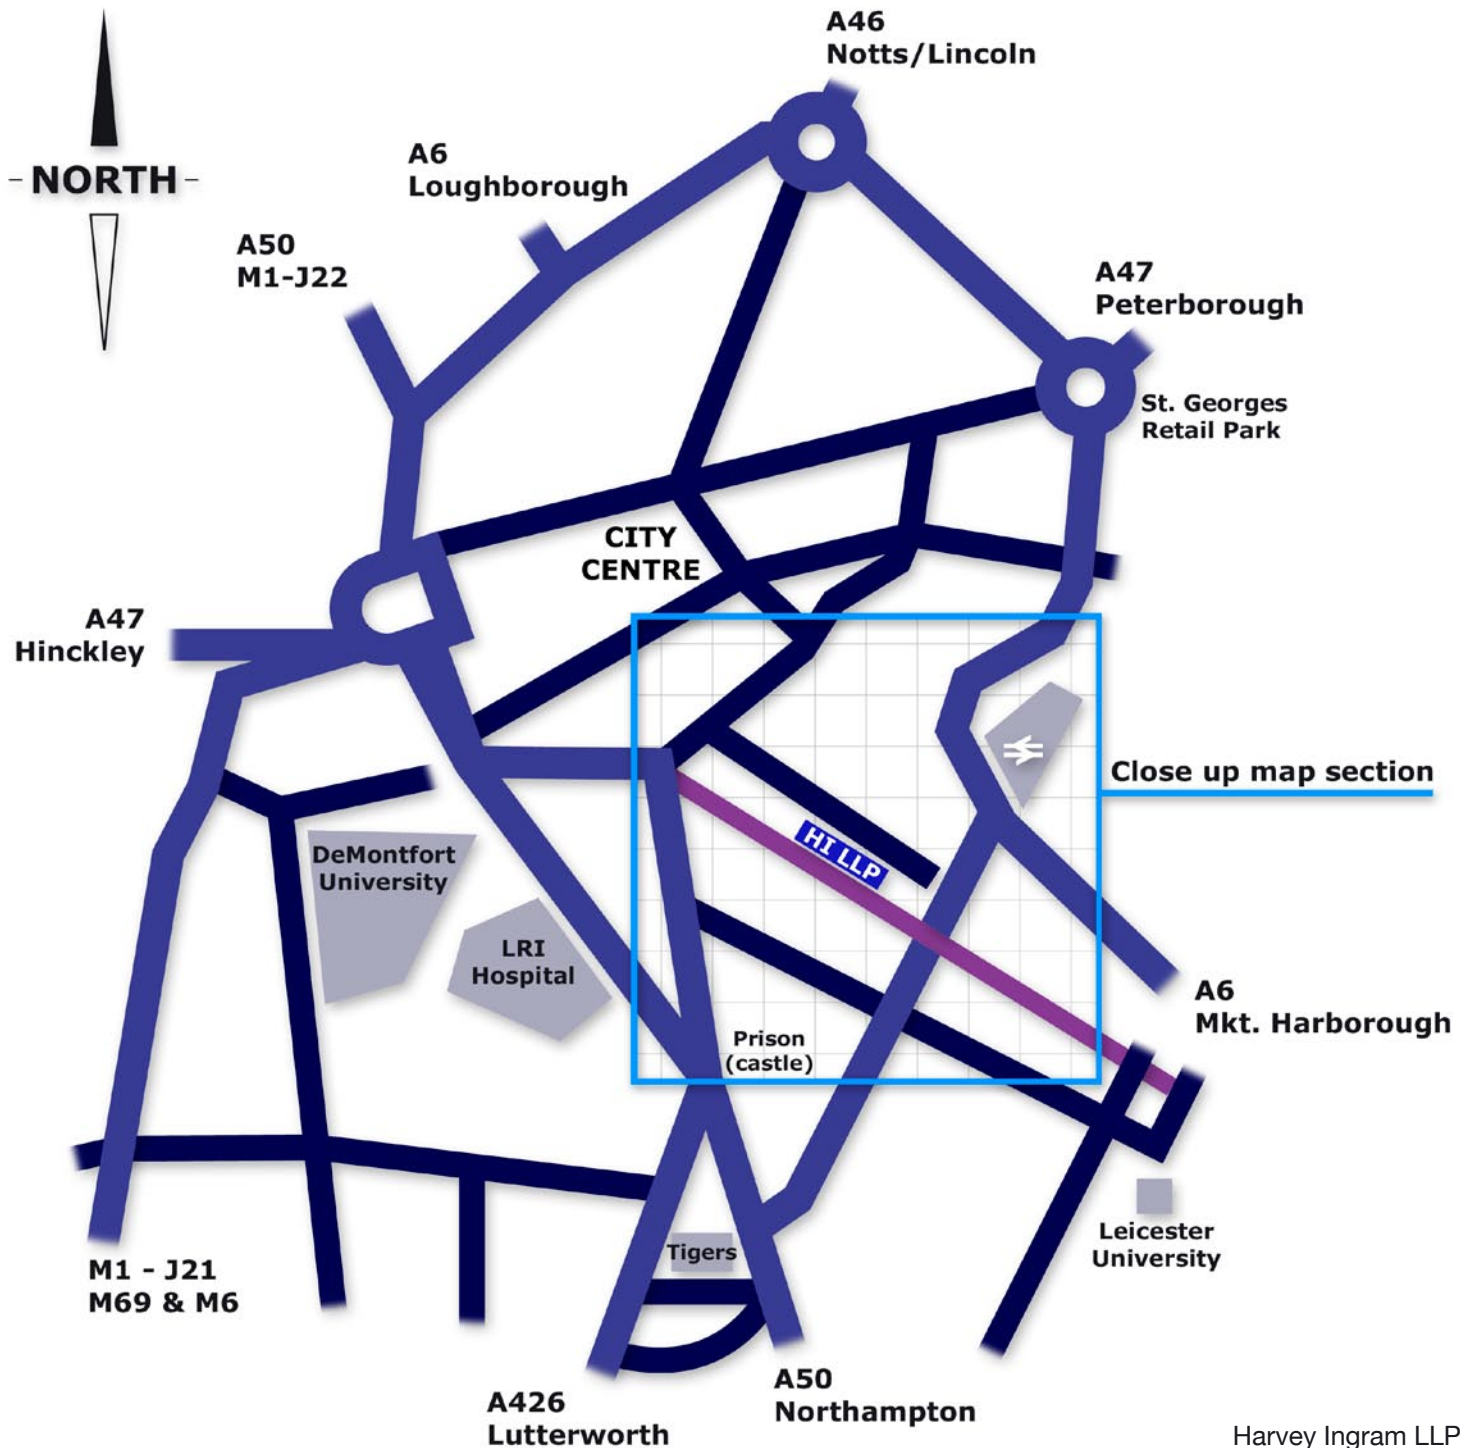 A46
Notts/Lincoln
A6
Loughborough
- NORTH -
A50
M1-J22
A47
Peterborough
St. Georges
Retail Park
CITY
CENTRE
A47
Hinckley
Close up map section
HI LLP
DeMontfort
University
LRI
Hospital
A6
Mkt. Harborough
Prison
(castle)
Leicester
University
Tigers
M1 - J21
M69 & M6
A50
Northampton
A426
Lutterworth
Harvey Ingram LLP